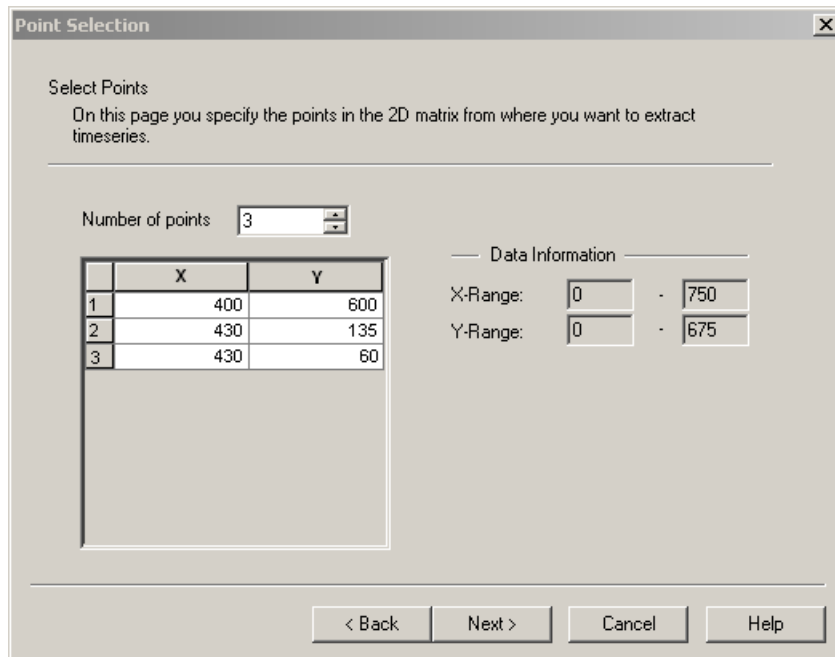 Point Selection
Select Points
On this page you specify the points in the 2D matrix from where you want to extract
timeseries.
Number of points 3
X Y
1 400 600
2 430 135
3 430 60
Data Information
X-Range: 0 - 750
Y-Range: 0 - 675
< Back Next > Cancel Help